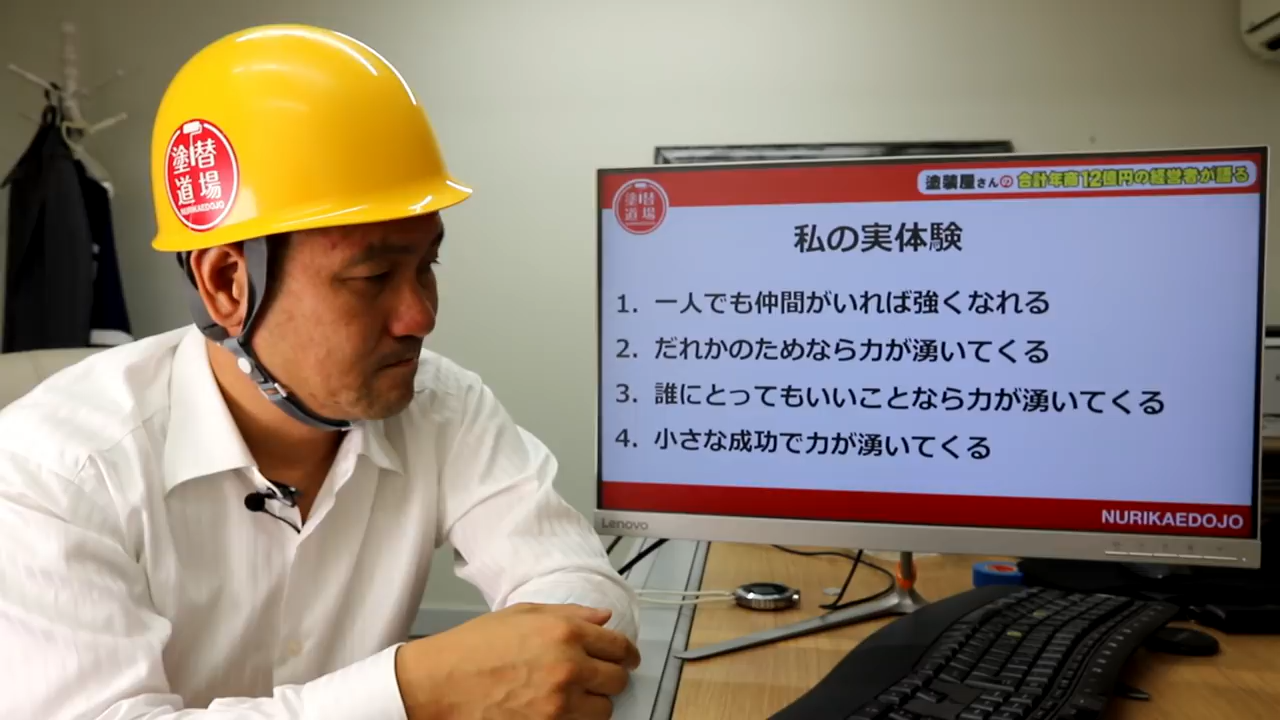 塗替
道場
NURIKAEDOJO
塗替
道場
塗装屋さんの 合計年商12億円の経営者が語る
私の実体験
1. 一人でも仲間がいれば強くなれる
2. だれかのためなら力が湧いてくる
3. 誰にとってもいいことなら力が湧いてくる
4. 小さな成功で力が湧いてくる
NURIKAEDOJO
Lenovo